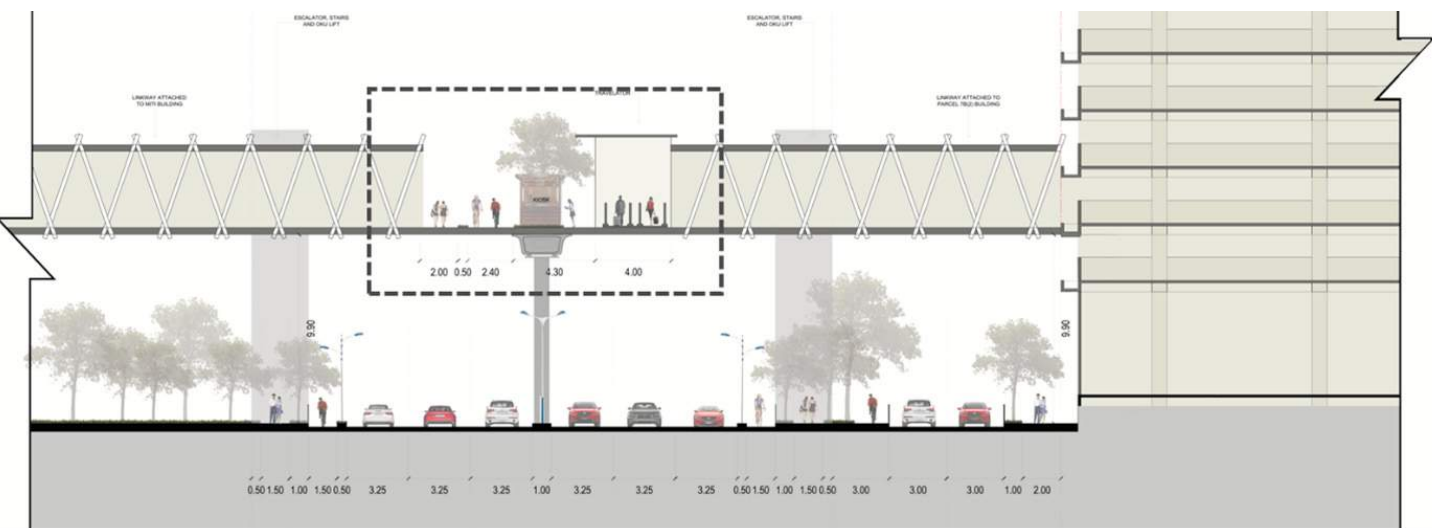 ESCALATOR, STAIRS
AND OKU LIFT
ESCALATOR, STAIRS
AND OKU LIFT
LINKWAY ATTACHED
TO MITI BUILDING
TRAVELATOR
LINKWAY ATTACHED TO
PARCEL 7B(2) BUILDING
KIOSK
2.00 0.50 2.40 4.30 4.00
9.90
9.90
0.50 1.50 1.00 1.50 0.50 3.25 3.25 3.25 1.00 3.25 3.25 3.25 0.50 1.50 1.00 1.50 0.50 3.00 3.00 3.00 1.00 2.00